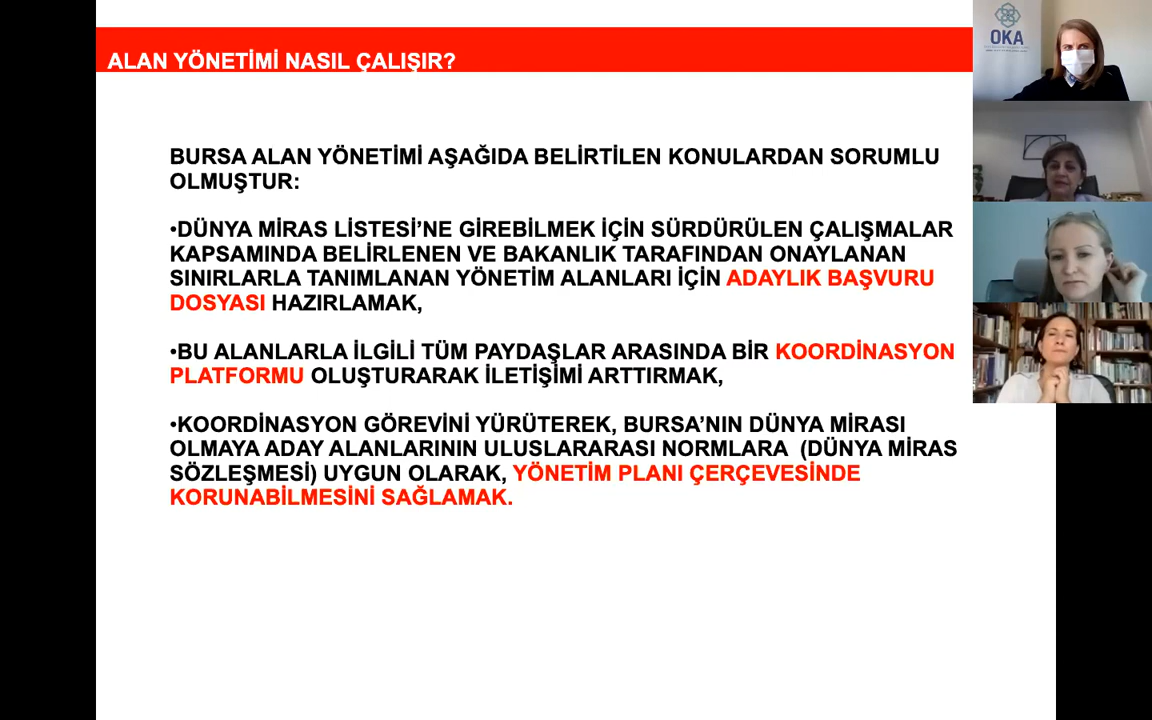 ALAN YÖNETİMİ NASIL ÇALIŞIR?
BURSA ALAN YÖNETİMİ AŞAĞIDA BELİRTİLEN KONULARDAN SORUMLU
OLMUŞTUR:
•DÜNYA MİRAS LİSTESİ’NE GİREBİLMEK İÇİN SÜRDÜRÜLEN ÇALIŞMALAR
KAPSAMINDA BELİRLENEN VE BAKANLIK TARAFINDAN ONAYLANAN
SINIRLARLA TANIMLANAN YÖNETİM ALANLARI İÇİN ADAYLIK BAŞVURU
DOSYASI HAZIRLAMAK,
•BU ALANLARLA İLGİLİ TÜM PAYDAŞLAR ARASINDA BİR KOORDİNASYON
PLATFORMU OLUŞTURARAK İLETİŞİMİ ARTTIRMAK,
•KOORDİNASYON GÖREVİNİ YÜRÜTEREK, BURSA’NIN DÜNYA MİRASI
OLMAYA ADAY ALANLARININ ULUSLARARASI NORMLARA (DÜNYA MİRAS
SÖZLEŞMESİ) UYGUN OLARAK, YÖNETİM PLANI ÇERÇEVESİNDE
KORUNABİLMESİNİ SAĞLAMAK.
OKA